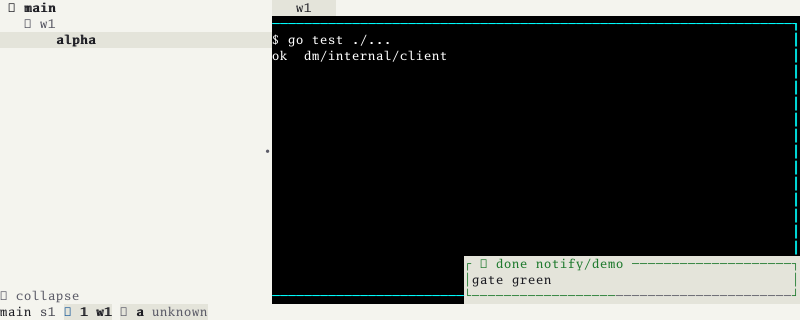 main
w1
alpha
collapse
main s1 1 w1 a unknown
w1
$ go test ./...
ok dm/internal/client
done notify/demo
gate green